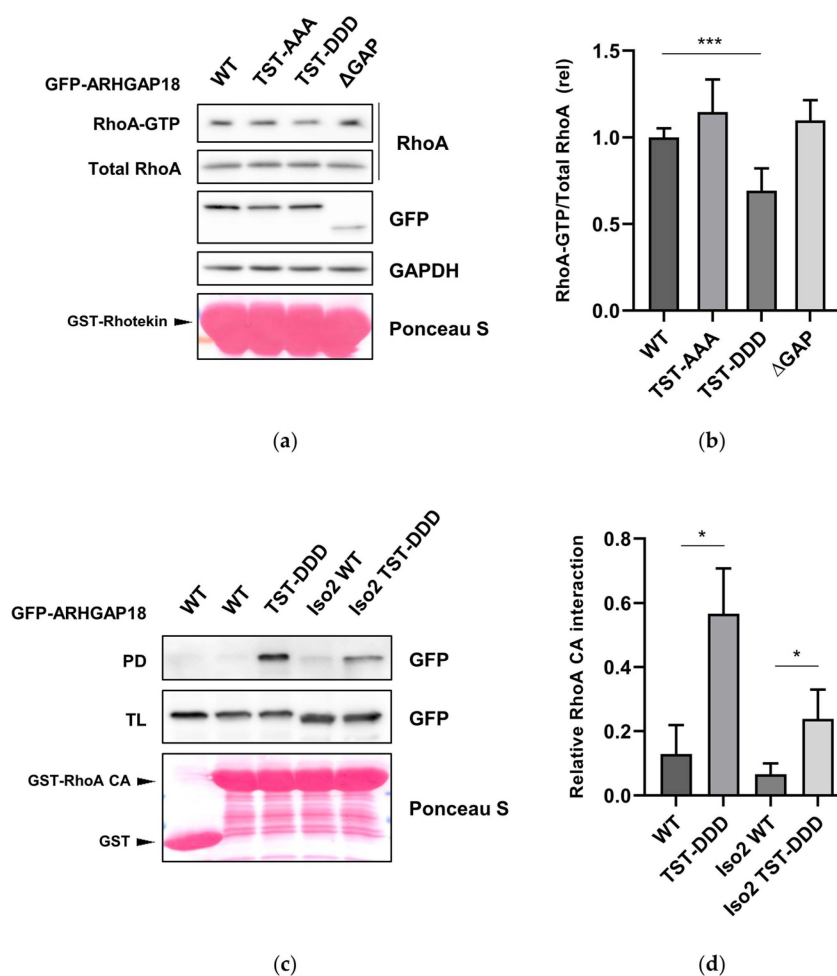 GFP-ARHGAP18
WT
TST-AAA
TST-DDD
ΔGAP
RhoA-GTP
Total RhoA
RhoA
GFP
GAPDH
GST-Rhotekin
Ponceau S
(a)
RhoA-GTP/Total RhoA (rel)
1.5
1.0
0.5
0.0
***
WT
TST-AAA
TST-DDD
ΔGAP
(b)
GFP-ARHGAP18
WT
WT
TST-DDD
Iso2 WT
Iso2 TST-DDD
PD
GFP
TL
GFP
GST-RhoA CA
GST
Ponceau S
(c)
Relative RhoA CA interaction
0.8
0.6
0.4
0.2
0.0
*
*
WT
TST-DDD
Iso2 WT
Iso2 TST-DDD
(d)